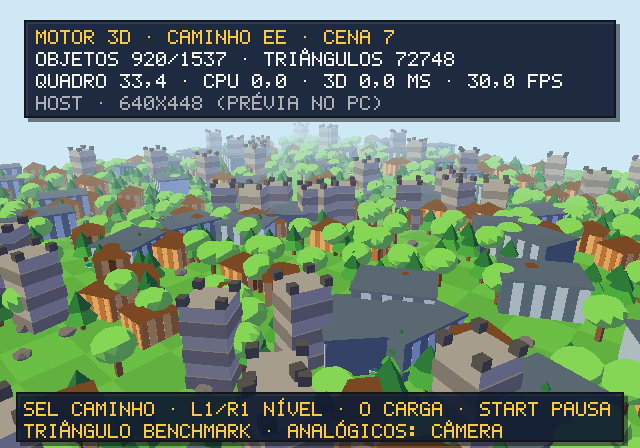 MOTOR 3D · CAMINHO EE · CENA 7
OBJETOS 920/1537 · TRIÂNGULOS 72748
QUADRO 33,4 · CPU 0,0 · 3D 0,0 MS · 30,0 FPS
HOST · 640X448 (PRÉVIA NO PC)
SEL CAMINHO · L1/R1 NÍVEL · O CARGA · START PAUSA
TRIÂNGULO BENCHMARK · ANALÓGICOS: CÂMERA